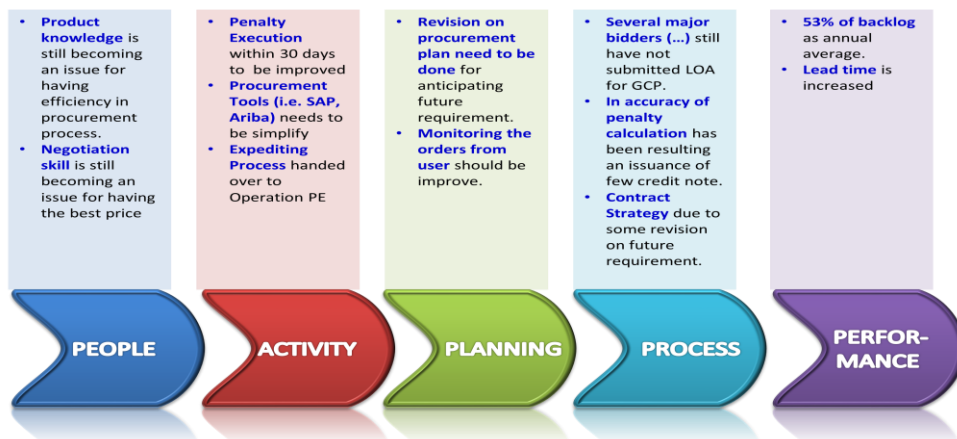 • Product
knowledge is
still becoming
an issue for
having
efficiency in
procurement
process.
• Negotiation
skill is still
becoming an
issue for having
the best price
• Penalty
Execution
within 30 days
to be improved
• Procurement
Tools (i.e. SAP,
Ariba) needs to
be simplify
• Expediting
Process handed
over to
Operation PE
• Revision on
procurement
plan need to be
done for
anticipating
future
requirement.
• Monitoring the
orders from
user should be
improve.
• Several major
bidders (...) still
have not
submitted LOA
for GCP.
• In accuracy of
penalty
calculation has
been resulting
an issuance of
few credit note.
• Contract
Strategy due to
some revision
on future
requirement.
• 53% of backlog
as annual
average.
• Lead time is
increased
PEOPLE
ACTIVITY
PLANNING
PROCESS
PERFOR-
MANCE